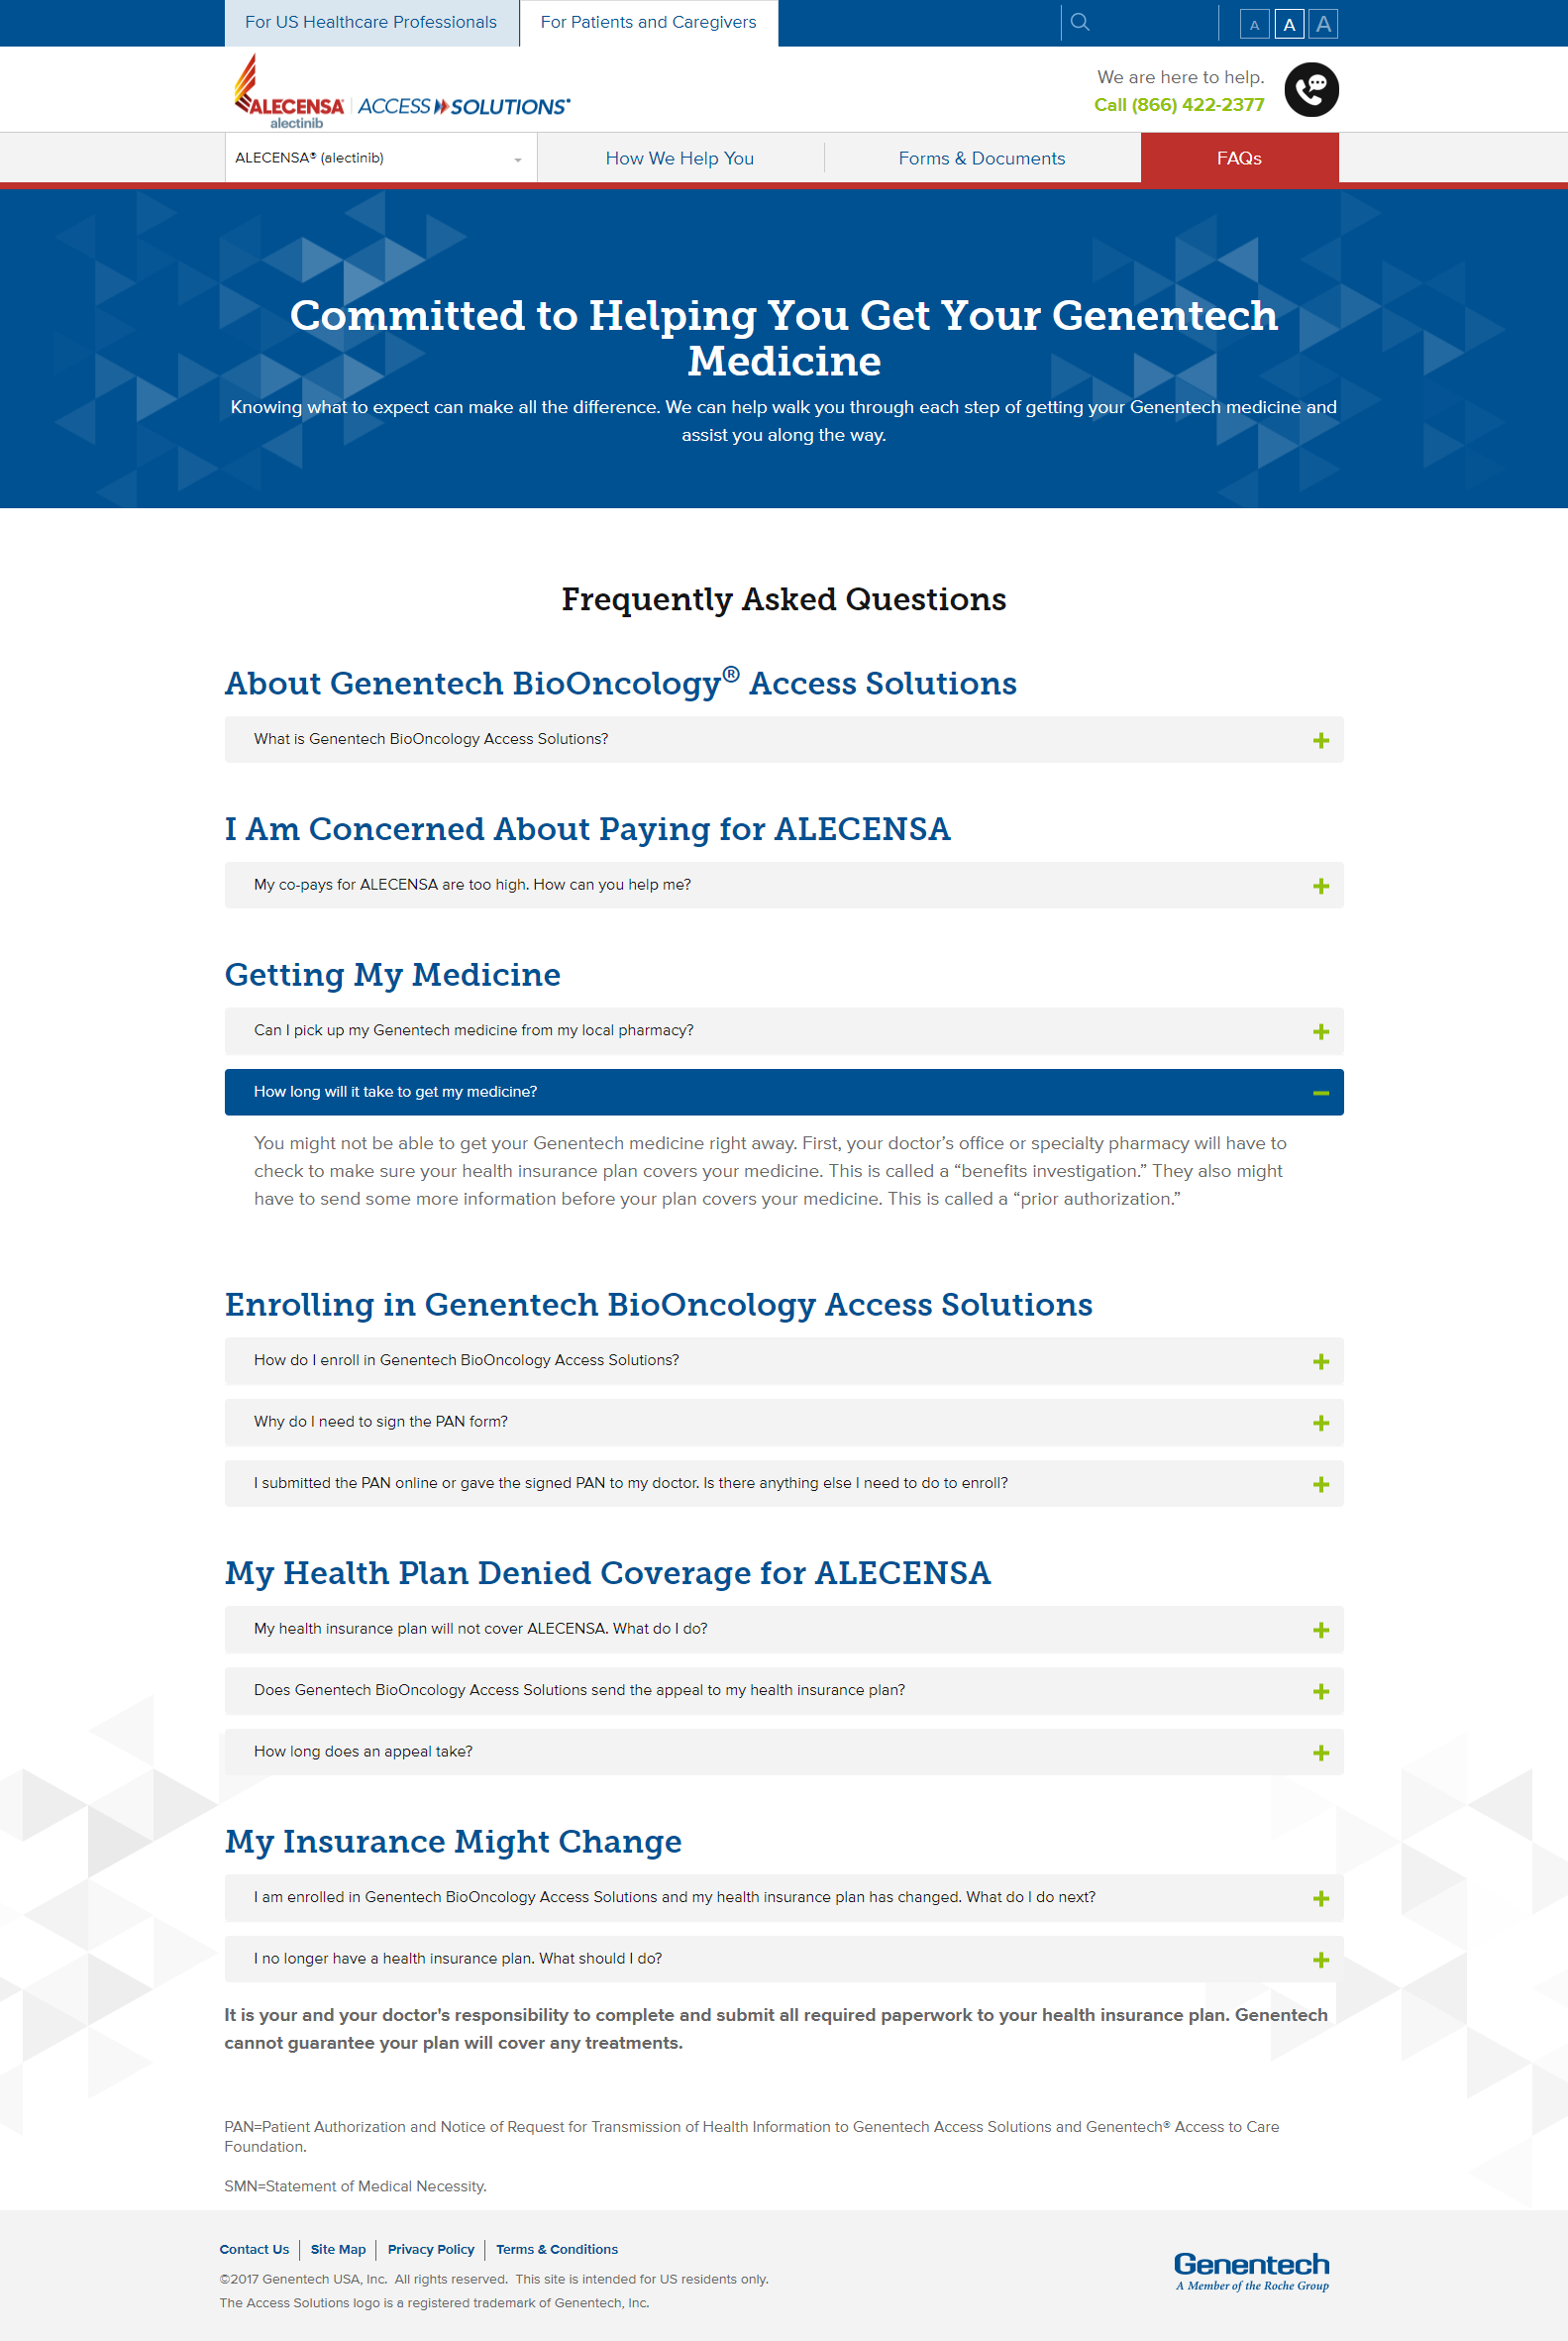 For US Healthcare Professionals
For Patients and Caregivers
A A A
ALECENSA®
alectinib
ACCESS SOLUTIONS®
We are here to help.
Call (866) 422-2377
ALECENSA® (alectinib)
How We Help You
Forms & Documents
FAQs
Committed to Helping You Get Your Genentech
Medicine
Knowing what to expect can make all the difference. We can help walk you through each step of getting your Genentech medicine and
assist you along the way.
Frequently Asked Questions
About Genentech BioOncology® Access Solutions
What is Genentech BioOncology Access Solutions?
I Am Concerned About Paying for ALECENSA
My co-pays for ALECENSA are too high. How can you help me?
Getting My Medicine
Can I pick up my Genentech medicine from my local pharmacy?
How long will it take to get my medicine?
You might not be able to get your Genentech medicine right away. First, your doctor’s office or specialty pharmacy will have to
check to make sure your health insurance plan covers your medicine. This is called a “benefits investigation.” They also might
have to send some more information before your plan covers your medicine. This is called a “prior authorization.”
Enrolling in Genentech BioOncology Access Solutions
How do I enroll in Genentech BioOncology Access Solutions?
Why do I need to sign the PAN form?
I submitted the PAN online or gave the signed PAN to my doctor. Is there anything else I need to do to enroll?
My Health Plan Denied Coverage for ALECENSA
My health insurance plan will not cover ALECENSA. What do I do?
Does Genentech BioOncology Access Solutions send the appeal to my health insurance plan?
How long does an appeal take?
My Insurance Might Change
I am enrolled in Genentech BioOncology Access Solutions and my health insurance plan has changed. What do I do next?
I no longer have a health insurance plan. What should I do?
It is your and your doctor's responsibility to complete and submit all required paperwork to your health insurance plan. Genentech
cannot guarantee your plan will cover any treatments.
PAN=Patient Authorization and Notice of Request for Transmission of Health Information to Genentech Access Solutions and Genentech® Access to Care
Foundation.
SMN=Statement of Medical Necessity.
Contact Us
Site Map
Privacy Policy
Terms & Conditions
©2017 Genentech USA, Inc. All rights reserved. This site is intended for US residents only.
The Access Solutions logo is a registered trademark of Genentech, Inc.
Genentech
A Member of the Roche Group